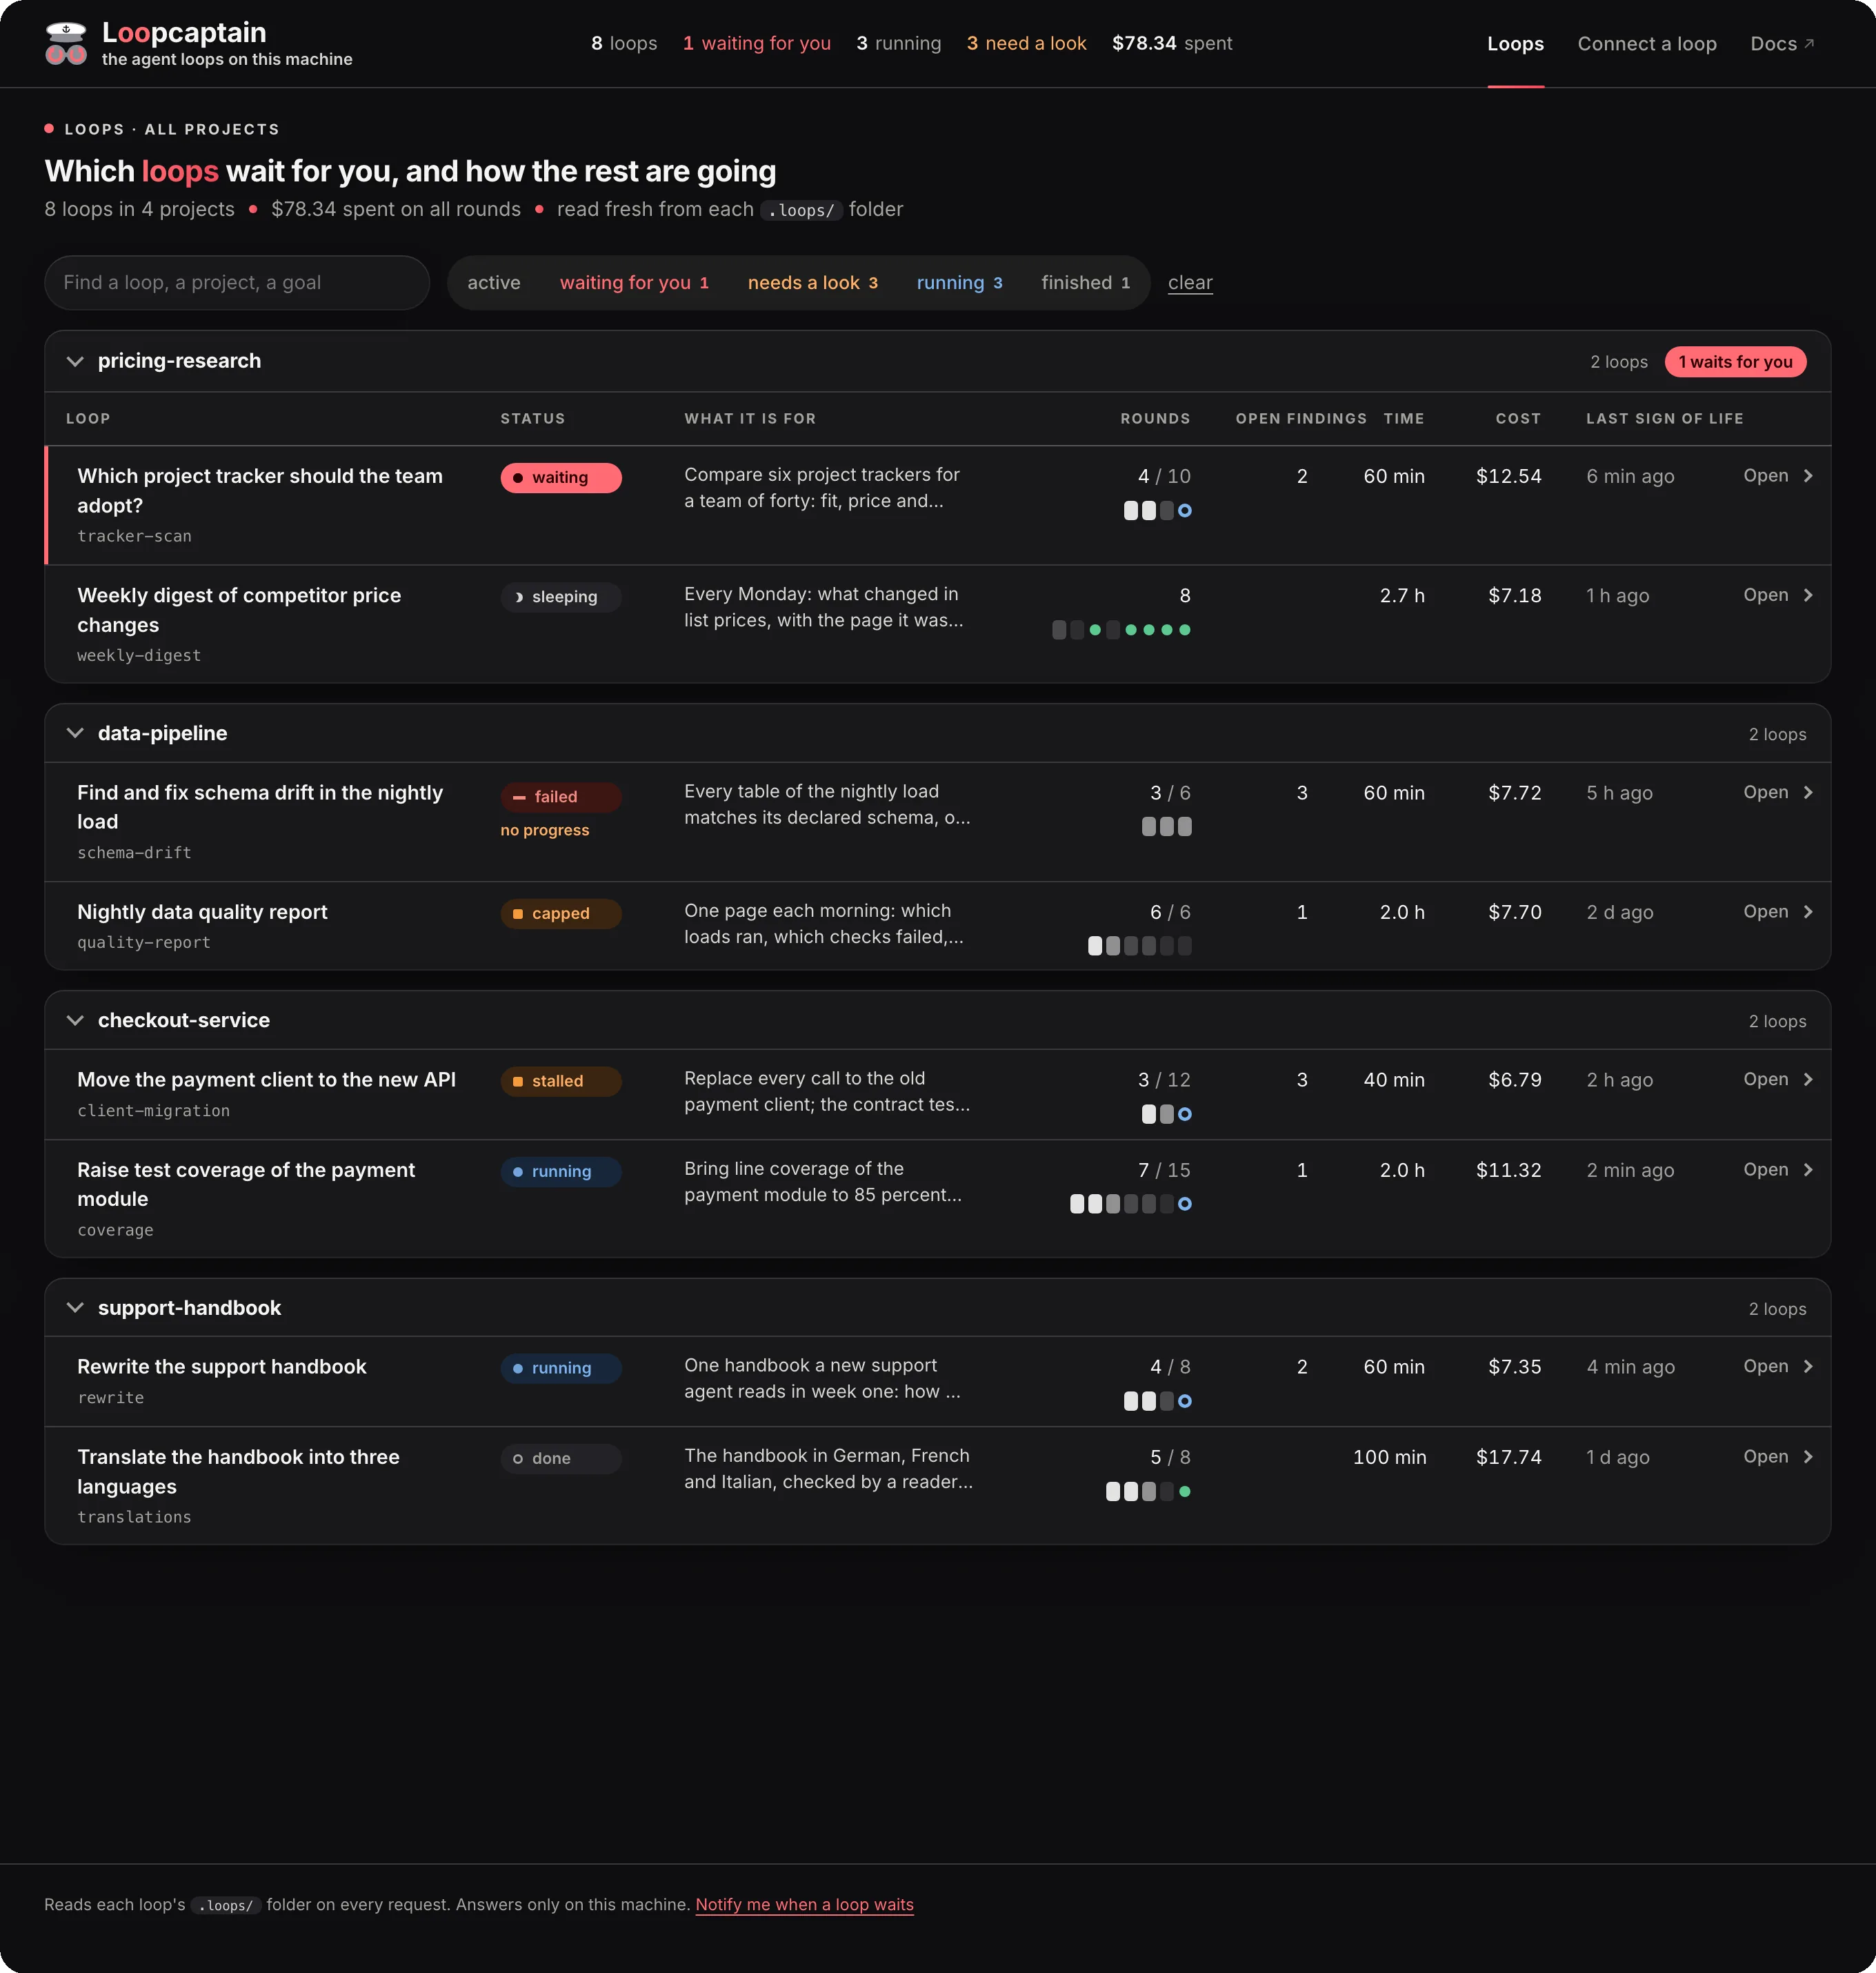 Loopcaptain
the agent loops on this machine
8 loops 1 waiting for you 3 running 3 need a look $78.34 spent
Loops Connect a loop Docs ↗
LOOPS · ALL PROJECTS
Which loops wait for you, and how the rest are going
8 loops in 4 projects • $78.34 spent on all rounds • read fresh from each .loops/ folder
Find a loop, a project, a goal
active waiting for you 1 needs a look 3 running 3 finished 1 clear
pricing-research 2 loops 1 waits for you
LOOP STATUS WHAT IT IS FOR ROUNDS OPEN FINDINGS TIME COST LAST SIGN OF LIFE
Which project tracker should the team adopt?
tracker-scan
waiting
Compare six project trackers for
a team of forty: fit, price and…
4 / 10 2 60 min $12.54 6 min ago Open
Weekly digest of competitor price changes
weekly-digest
sleeping
Every Monday: what changed in
list prices, with the page it was…
8 2.7 h $7.18 1 h ago Open
data-pipeline 2 loops
Find and fix schema drift in the nightly load
schema-drift
failed
no progress
Every table of the nightly load
matches its declared schema, o…
3 / 6 3 60 min $7.72 5 h ago Open
Nightly data quality report
quality-report
capped
One page each morning: which
loads ran, which checks failed,…
6 / 6 1 2.0 h $7.70 2 d ago Open
checkout-service 2 loops
Move the payment client to the new API
client-migration
stalled
Replace every call to the old
payment client; the contract tes…
3 / 12 3 40 min $6.79 2 h ago Open
Raise test coverage of the payment module
coverage
running
Bring line coverage of the
payment module to 85 percent…
7 / 15 1 2.0 h $11.32 2 min ago Open
support-handbook 2 loops
Rewrite the support handbook
rewrite
running
One handbook a new support
agent reads in week one: how …
4 / 8 2 60 min $7.35 4 min ago Open
Translate the handbook into three languages
translations
done
The handbook in German, French
and Italian, checked by a reader…
5 / 8 100 min $17.74 1 d ago Open
Reads each loop's .loops/ folder on every request. Answers only on this machine. Notify me when a loop waits